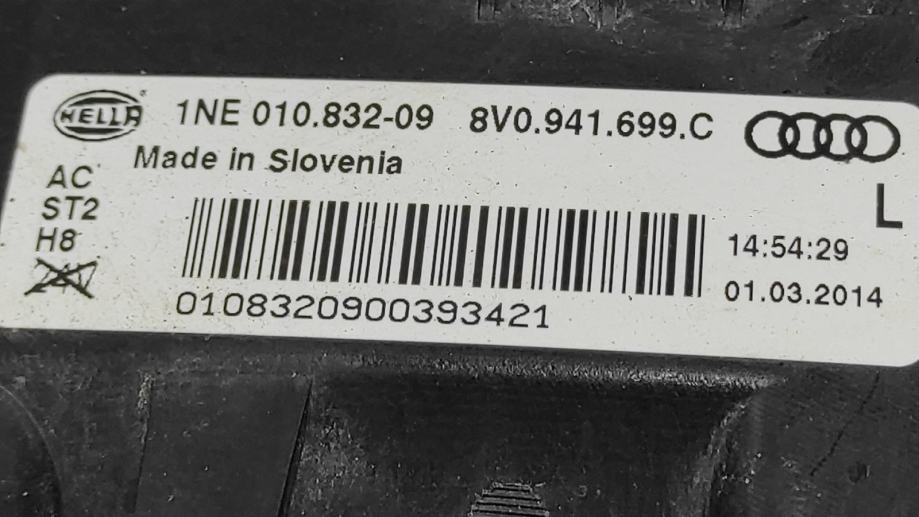 HELLA 1NE 010.832-09 8V0.941.699.C
Made in Slovenia
AC
ST2 L
H8 14:54:29
24V 01.03.2014
0108320900393421